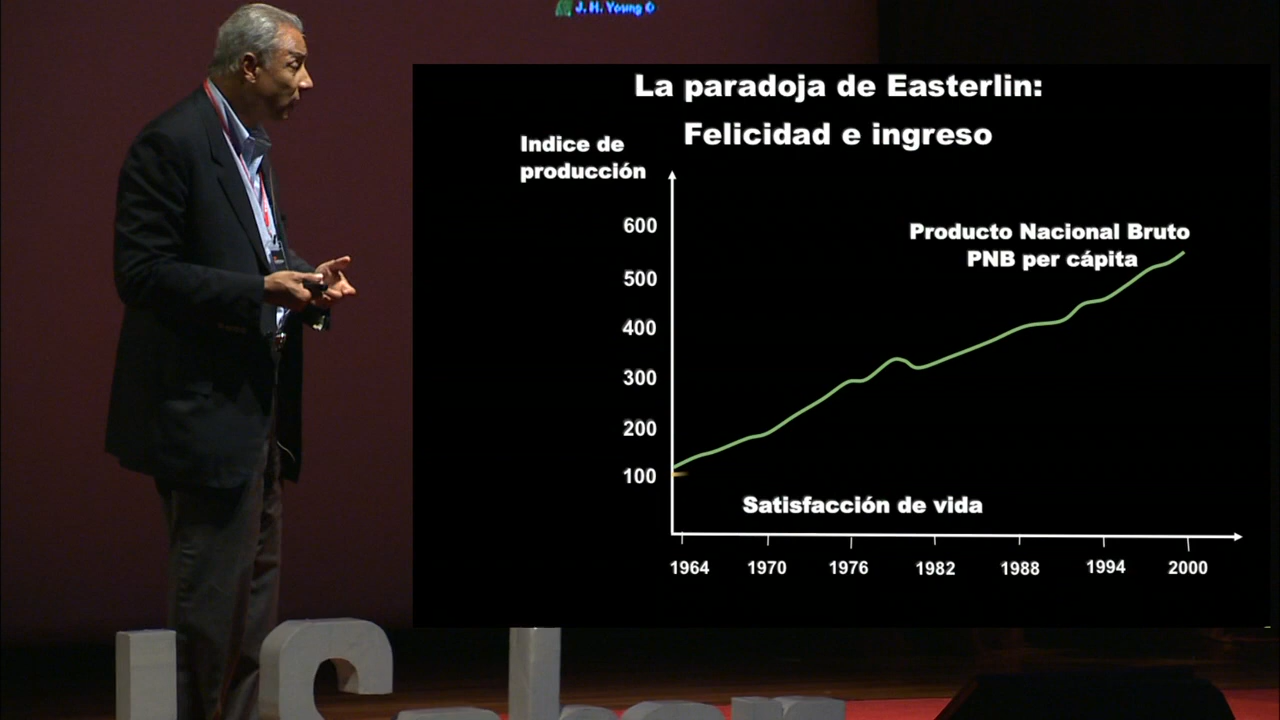 J. H. Young ©
La paradoja de Easterlin:
Felicidad e ingreso
Indice de
producción
600
500
400
300
200
100
Producto Nacional Bruto
PNB per cápita
Satisfacción de vida
1964
1970
1976
1982
1988
1994
2000